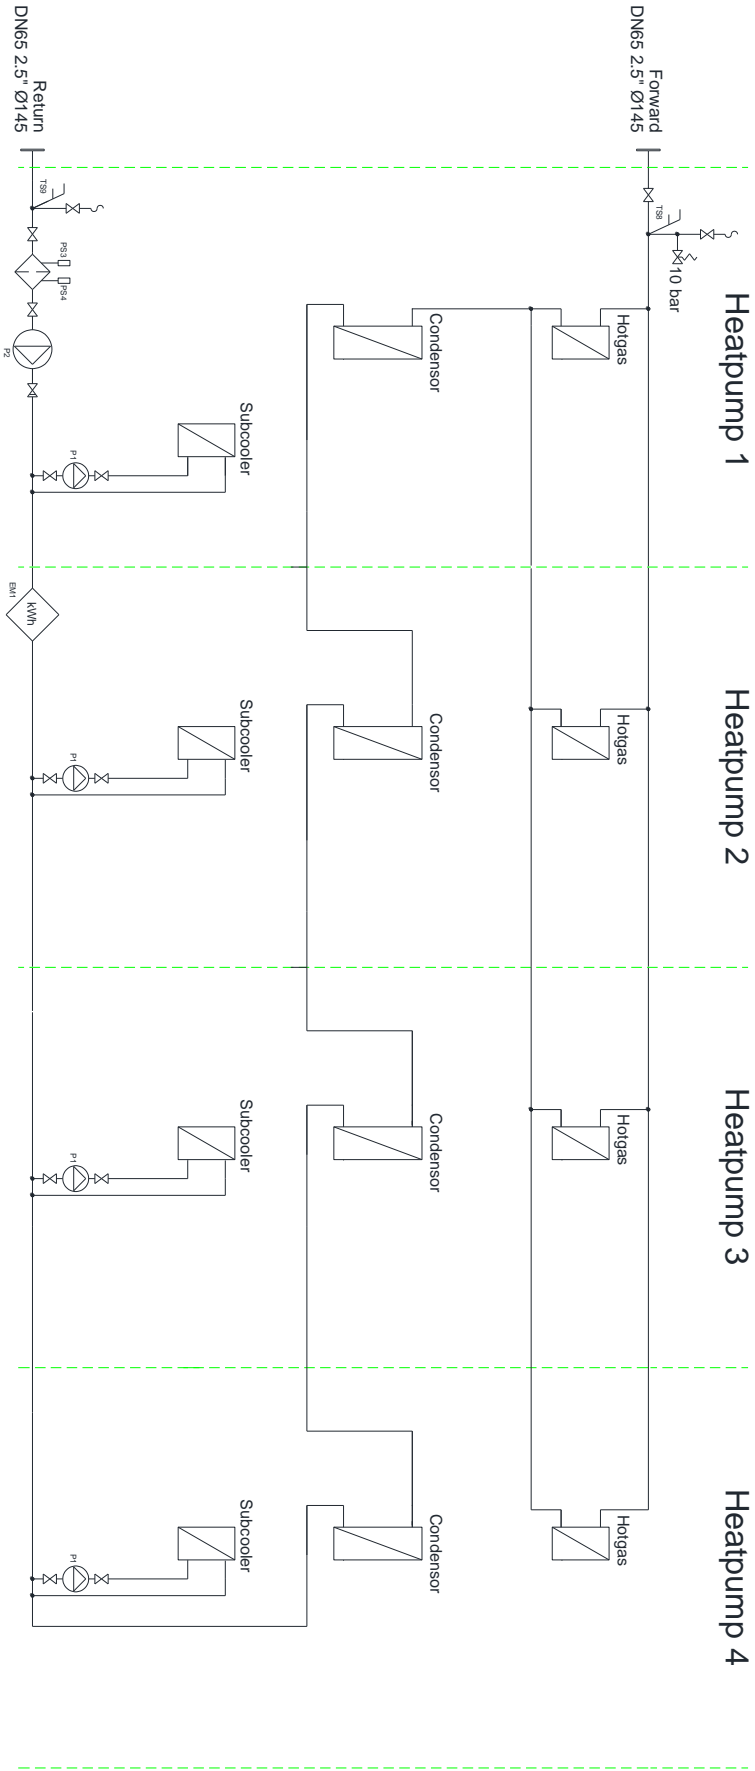 Heatpump 1
Heatpump 2
Heatpump 3
Heatpump 4
Forward
DN65 2.5" Ø145
TS8
10 bar
Hotgas
Hotgas
Hotgas
Hotgas
Condensor
Condensor
Condensor
Condensor
Subcooler
Subcooler
Subcooler
Subcooler
Return
DN65 2.5" Ø145
TS9
PS3
PS4
P2
P1
EM1
kWh
P1
P1
P1